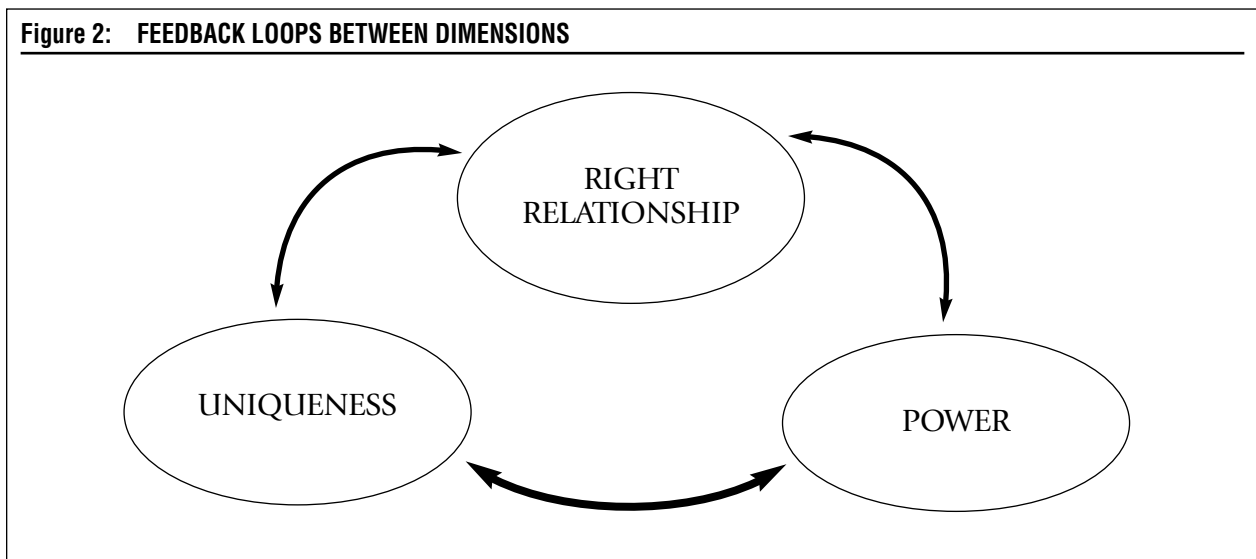 Figure 2: FEEDBACK LOOPS BETWEEN DIMENSIONS
RIGHT
RELATIONSHIP
UNIQUENESS
POWER